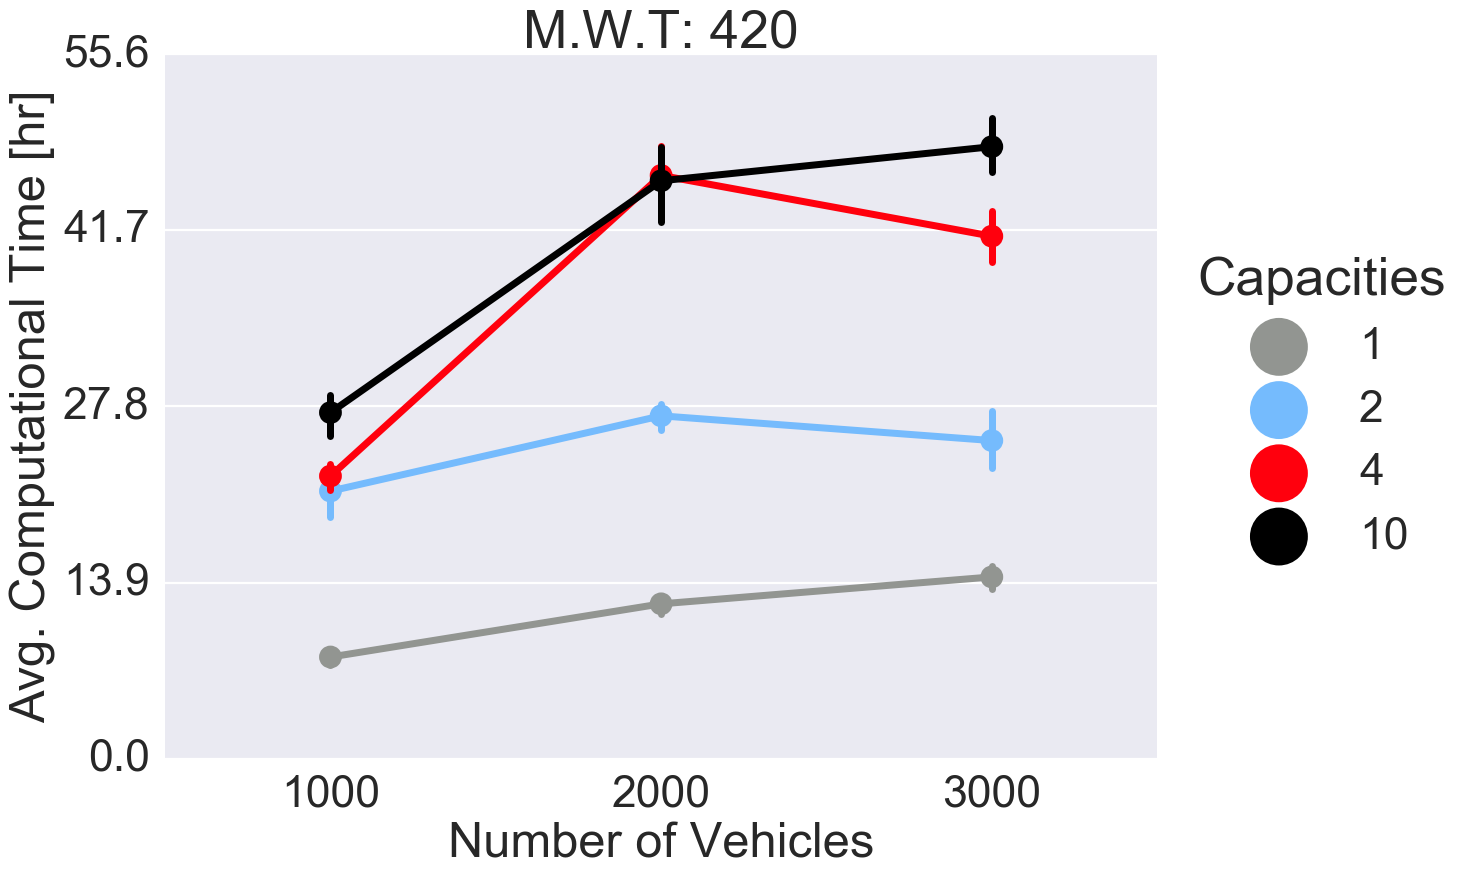 M.W.T: 420
55.6
41.7
27.8
13.9
0.0
Avg. Computational Time [hr]
1000 2000 3000
Number of Vehicles
Capacities
1
2
4
10